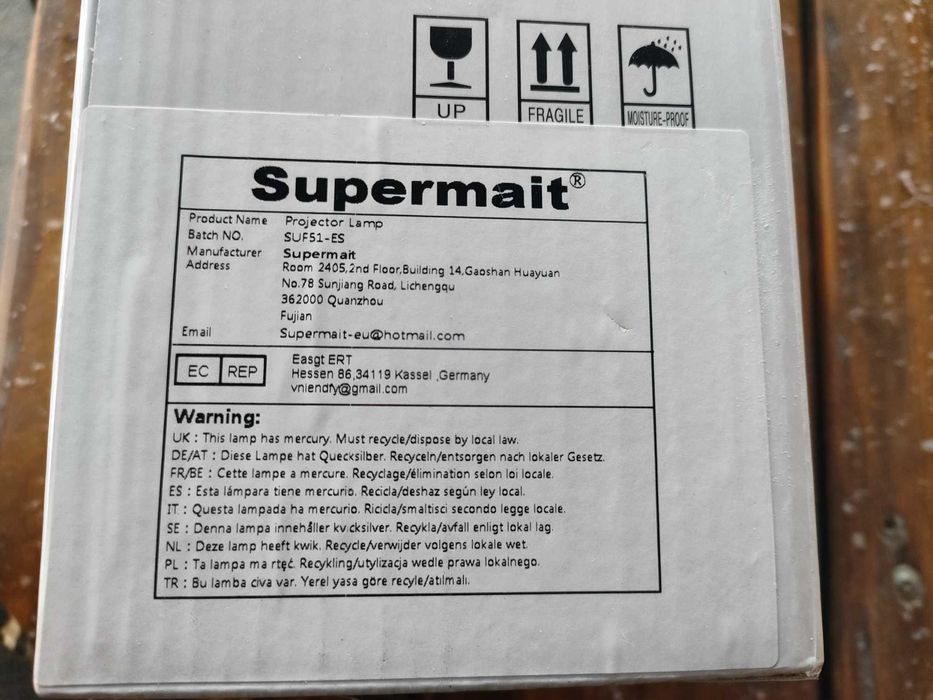 UP
FRAGILE
MOISTURE-PROOF
Supermait®
Product Name Projector Lamp
Batch NO. SUF51-ES
Manufacturer Supermait
Address Room 2405,2nd Floor,Building 14,Gaoshan Huayuan
No.78 Sunjiang Road, Lichengqu
362000 Quanzhou
Fujian
Email Supermait-eu@hotmail.com
EC REP
Easgt ERT
Hessen 86,34119 Kassel ,Germany
vniendfy@gmail.com
Warning:
UK : This lamp has mercury. Must recycle/dispose by local law.
DE/AT : Diese Lampe hat Quecksilber. Recyceln/entsorgen nach lokaler Gesetz.
FR/BE : Cette lampe a mercure. Recyclage/élimination selon loi locale.
ES : Esta lámpara tiene mercurio. Recicla/deshaz según ley local.
IT : Questa lampada ha mercurio. Ricicla/smaltisci secondo legge locale.
SE : Denna lampa innehåller kvicksilver. Recykla/avfall enligt lokal lag.
NL : Deze lamp heeft kwik. Recycle/verwijder volgens lokale wet.
PL : Ta lampa ma rtęć. Recykling/utylizacja wedle prawa lokalnego.
TR : Bu lamba civa var. Yerel yasa göre recyle/atılmalı.